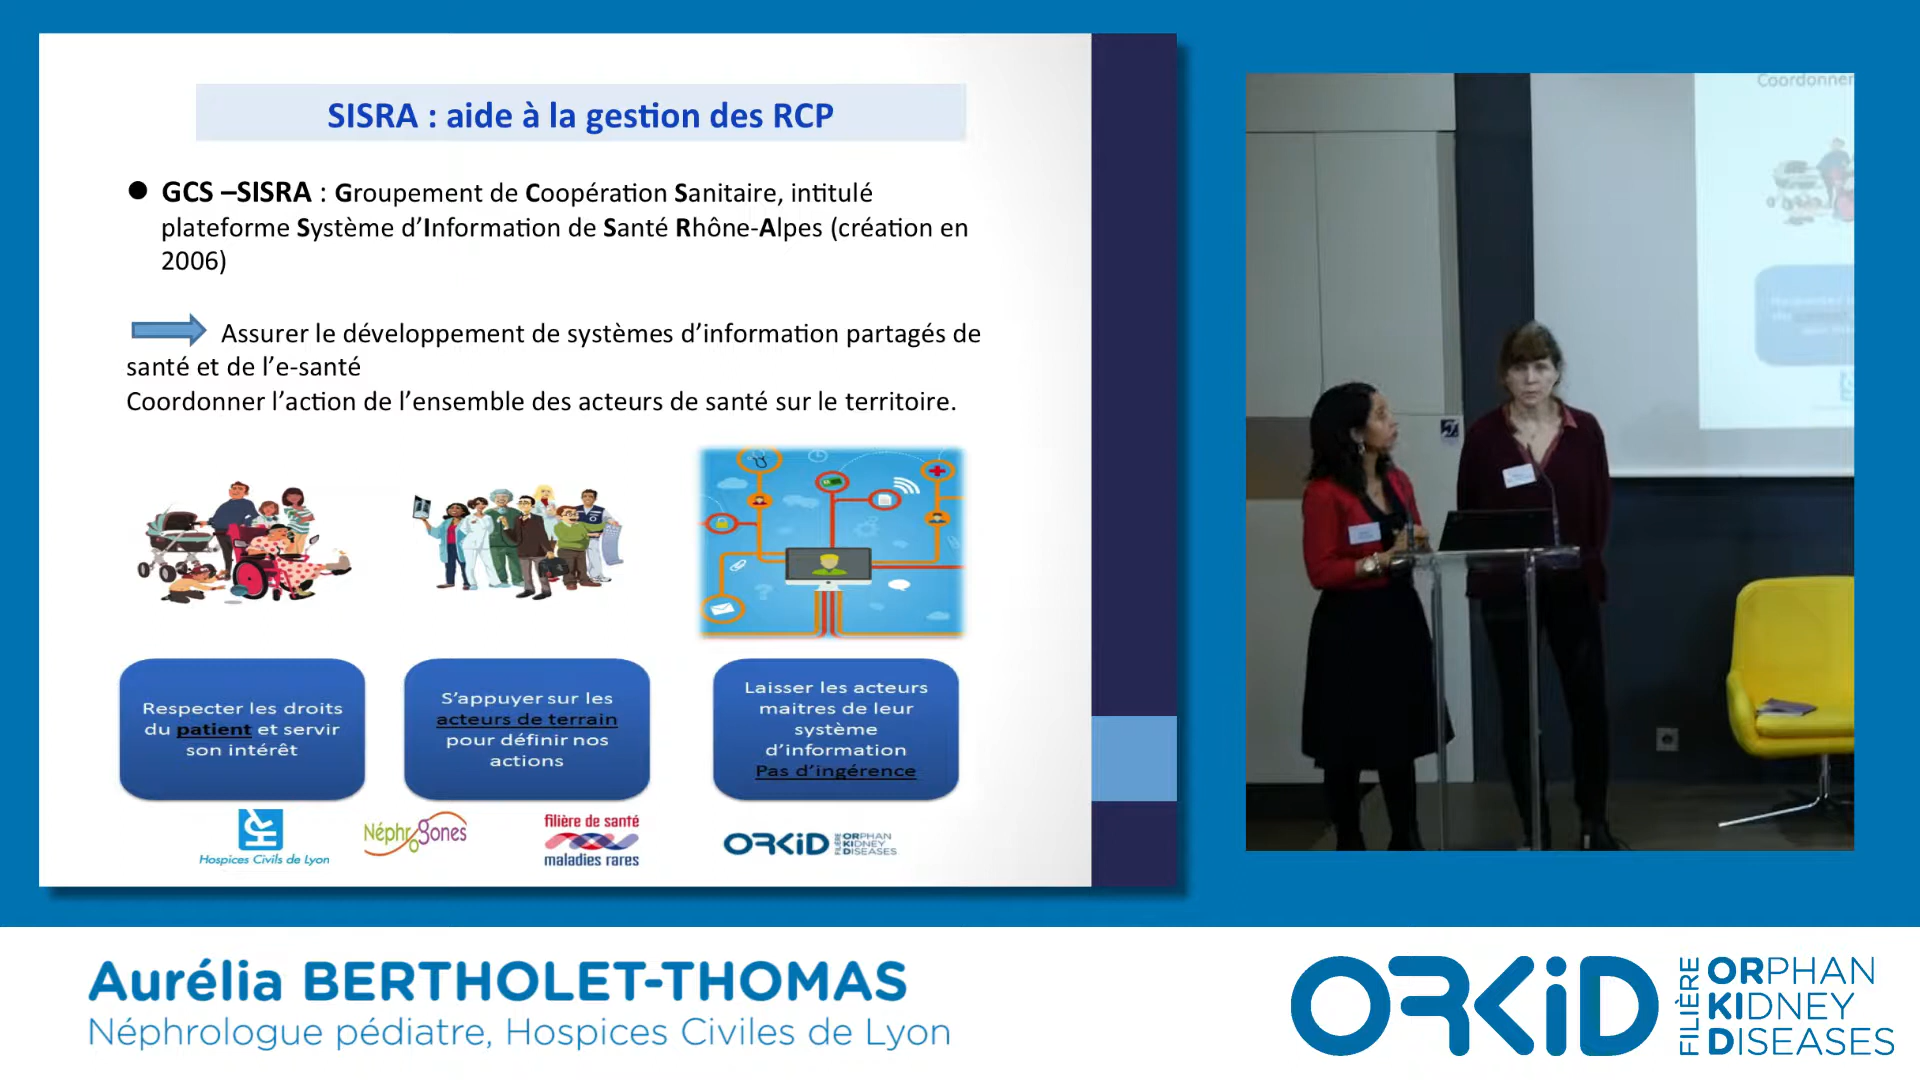 SISRA : aide à la gestion des RCP
GCS –SISRA : Groupement de Coopération Sanitaire, intitulé
plateforme Système d’Information de Santé Rhône-Alpes (création en
2006)
Assurer le développement de systèmes d’information partagés de
santé et de l’e-santé
Coordonner l’action de l’ensemble des acteurs de santé sur le territoire.
Respecter les droits
du patient et servir
son intérêt
S’appuyer sur les
acteurs de terrain
pour définir nos
actions
Laisser les acteurs
maitres de leur
système
d’information
Pas d’ingérence
Hospices Civils de Lyon
Néphrogones
filière de santé
maladies rares
ORKiD
FILIÈRE
ORPHAN
KIDNEY
DISEASES
Coordonner
Aurélia BERTHOLET-THOMAS
Néphrologue pédiatre, Hospices Civiles de Lyon
ORKiD
FILIÈRE
ORPHAN
KIDNEY
DISEASES